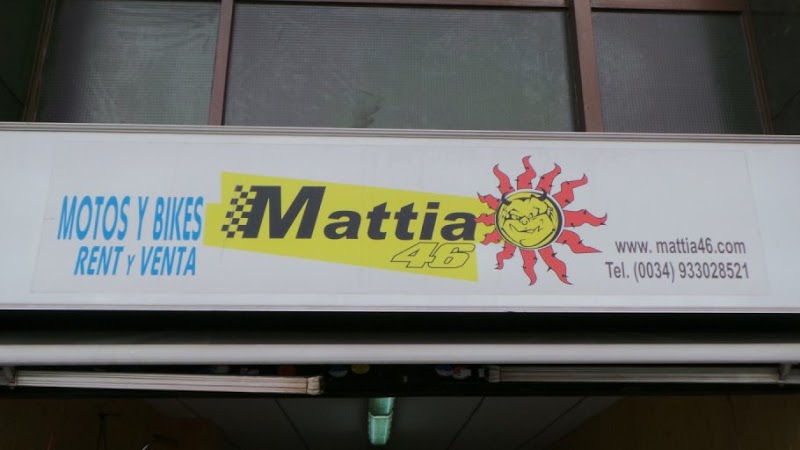 MOTOS Y BIKES
RENT Y VENTA
Mattia
46
www. mattia46.com
Tel. (0034) 933028521